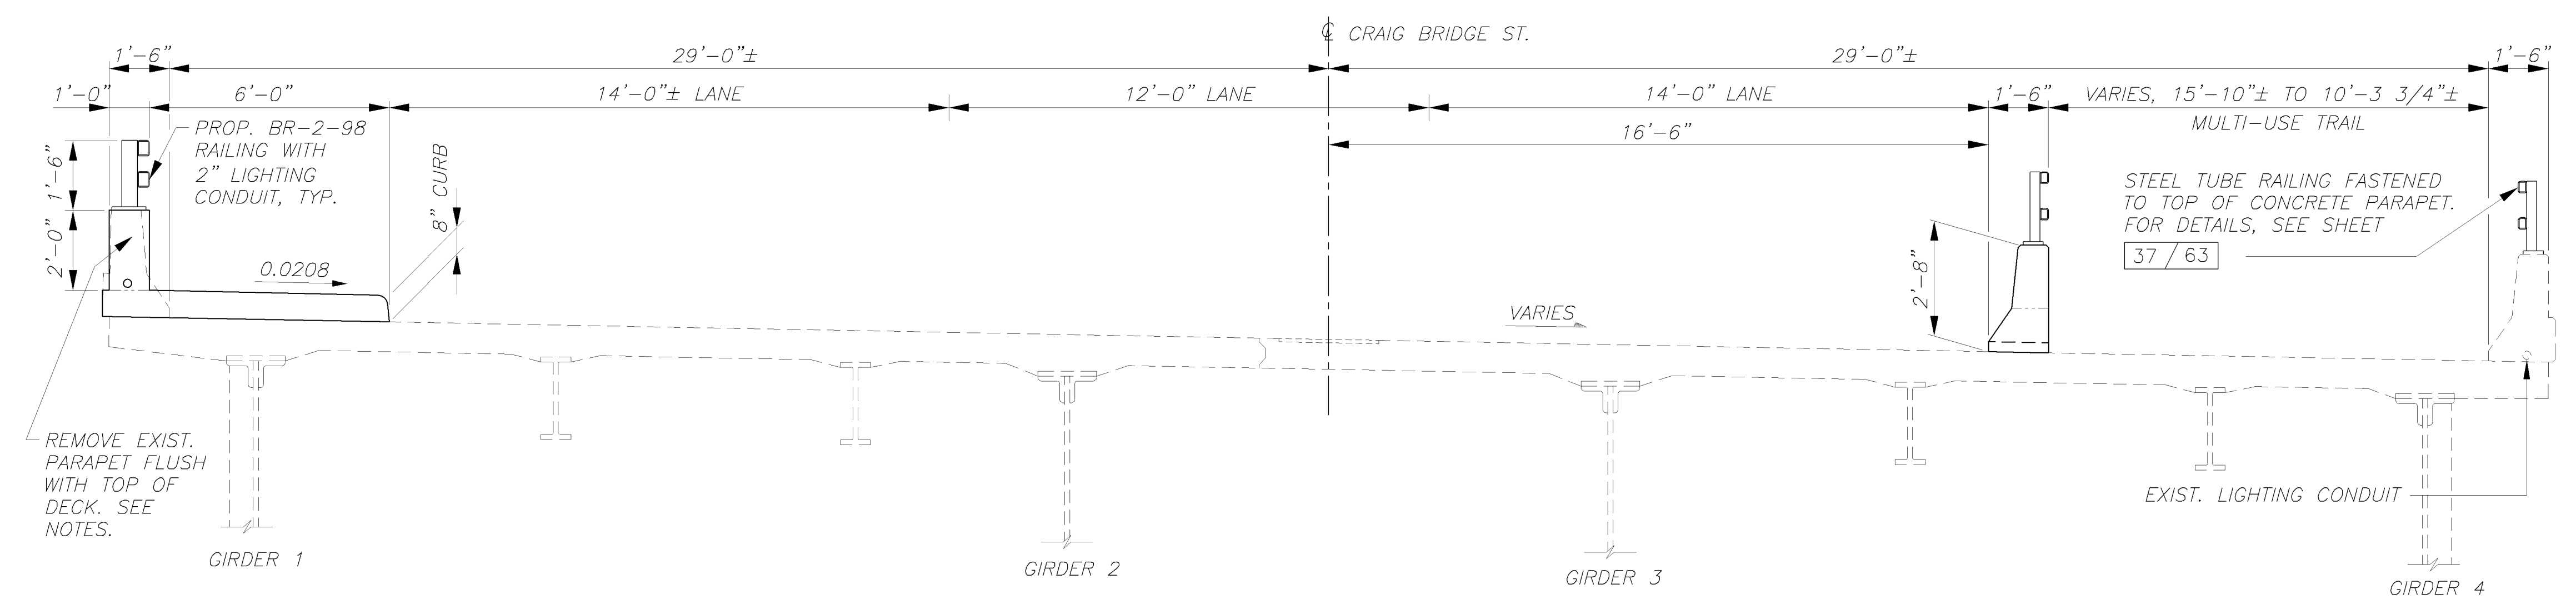 ℄ CRAIG BRIDGE ST.
1'-6"
29'-0"±
29'-0"±
1'-6"
1'-0"
6'-0"
14'-0"± LANE
12'-0" LANE
14'-0" LANE
1'-6"
VARIES, 15'-10"± TO 10'-3 3/4"±
MULTI-USE TRAIL
16'-6"
PROP. BR-2-98
RAILING WITH
2" LIGHTING
CONDUIT, TYP.
1'-6"
2'-0"
8" CURB
0.0208
STEEL TUBE RAILING FASTENED
TO TOP OF CONCRETE PARAPET.
FOR DETAILS, SEE SHEET
37 / 63
2'-8"
VARIES
REMOVE EXIST.
PARAPET FLUSH
WITH TOP OF
DECK. SEE
NOTES.
EXIST. LIGHTING CONDUIT
GIRDER 1
GIRDER 2
GIRDER 3
GIRDER 4